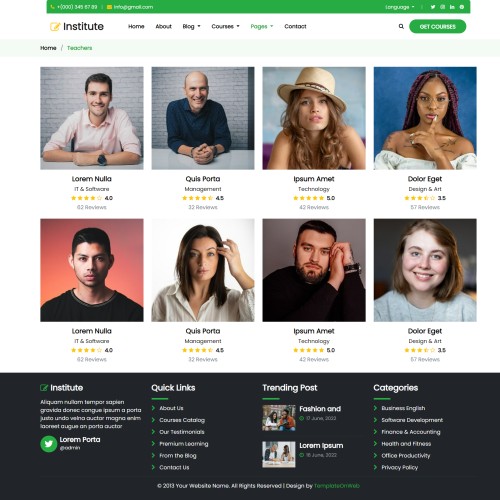 +(000) 345 67 89 | info@gmail.com Language |
Institute Home About Blog Courses Pages Contact GET COURSES
Home / Teachers
Lorem Nulla Quis Porta Ipsum Amet Dolor Eget
IT & Software Management Technology Design & Art
4.0 4.5 5.0 3.5
62 Reviews 32 Reviews 42 Reviews 57 Reviews
Lorem Nulla Quis Porta Ipsum Amet Dolor Eget
IT & Software Management Technology Design & Art
4.0 4.5 5.0 3.5
62 Reviews 32 Reviews 42 Reviews 57 Reviews
Institute
Aliquam nullam tempor sapien
gravida donec congue ipsum a porta
justo undo velna auctor magna enim
laoreet augue an porta auctor
Lorem Porta
@admin
Quick Links
About Us
Courses Catalog
Our Testimonials
Premium Learning
From the Blog
Contact Us
Trending Post
Fashion and
17 June, 2022
Lorem Ipsum
18 June, 2022
Categories
Business English
Software Development
Finance & Accounting
Health and Fitness
Office Productivity
Privacy Policy
© 2013 Your Website Name. All Rights Reserved | Design by TemplateOnWeb